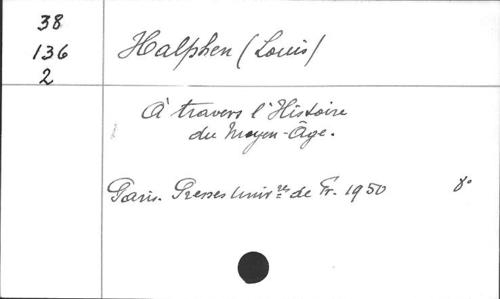 38
136
2
Halphen (Louis)
À travers l'Histoire
du Moyen-Âge.
Paris. Presses Univ.res de Fr. 1950 8°